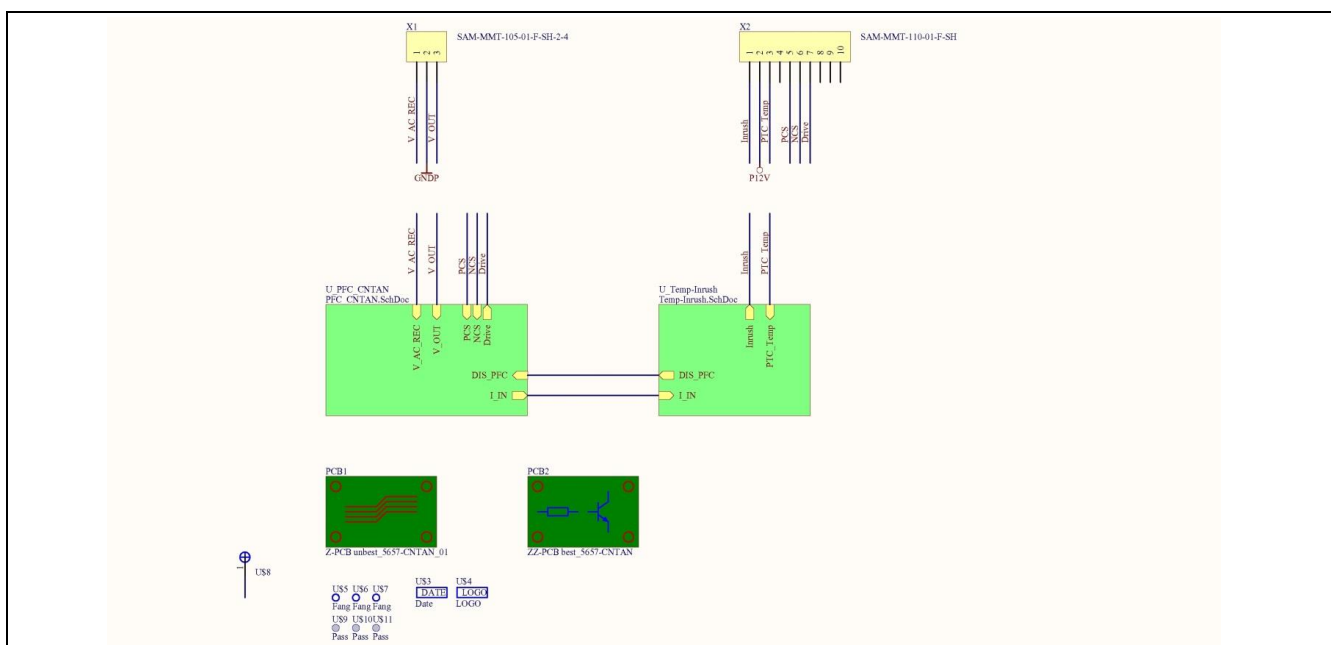 X1
SAM-MMT-105-01-F-SH-2-4
1 2 3
V_AC_REC
V_OUT
GNDP
X2
SAM-MMT-110-01-F-SH
1 2 3 4 5 6 7 8 9 10
Inrush
PTC_Temp
PCS
NCS
Drive
P12V
V_AC_REC
V_OUT
PCS
NCS
Drive
Inrush
PTC_Temp
U_PFC_CNTAN
PFC_CNTAN.SchDoc
V_AC_REC
V_OUT
PCS
NCS
Drive
DIS_PFC
I_IN
U_Temp-Inrush
Temp-Inrush.SchDoc
Inrush
PTC_Temp
DIS_PFC
I_IN
PCB1
Z-PCB unbest_5657-CNTAN_01
PCB2
ZZ-PCB best_5657-CNTAN
1
U$8
U$5 U$6 U$7
Fang Fang Fang
U$9 U$10 U$11
Pass Pass Pass
U$3
DATE
Date
U$4
LOGO
LOGO